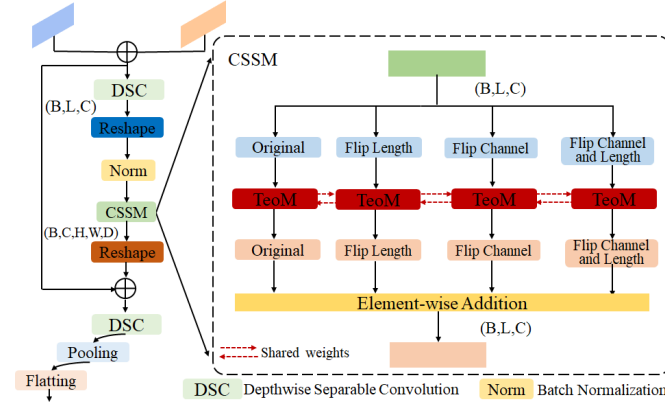 CSSM
DSC
(B,L,C)
Reshape
Norm
CSSM
(B,C,H,W,D)
Reshape
DSC
Pooling
Flatting
(B,L,C)
Original
Flip Length
Flip Channel
Flip Channel
and Length
TeoM
TeoM
TeoM
TeoM
Original
Flip Length
Flip Channel
Flip Channel
and Length
Element-wise Addition
(B,L,C)
Shared weights
DSC Depthwise Separable Convolution
Norm Batch Normalization